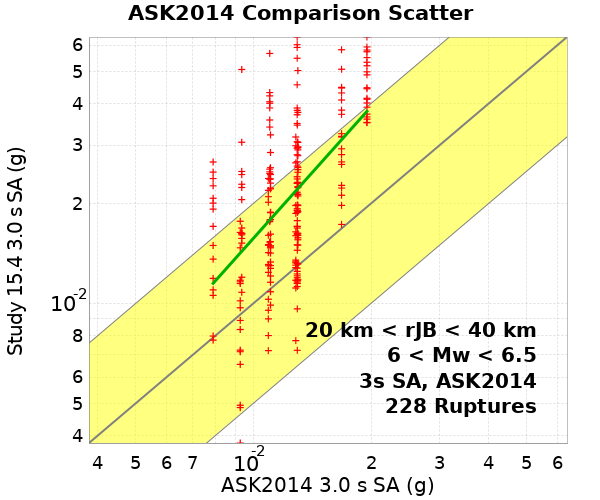 ASK2014 Comparison Scatter
6
5
4
3
2
10-2
8
6
5
4
Study 15.4 3.0 s SA (g)
20 km < rJB < 40 km
6 < Mw < 6.5
3s SA, ASK2014
228 Ruptures
4 5 6 7 10-2 2 3 4 5 6
ASK2014 3.0 s SA (g)